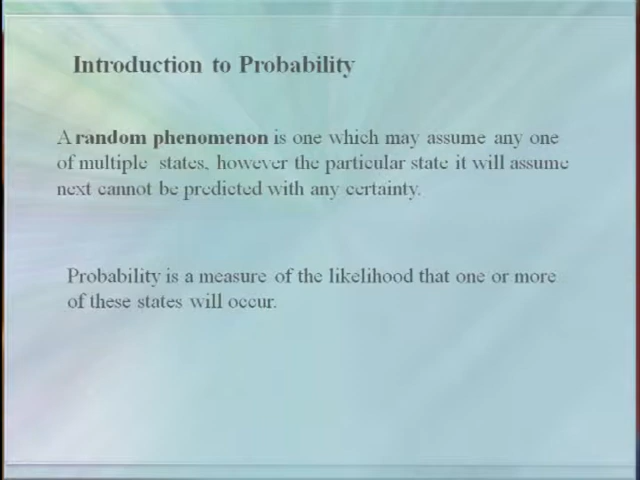 Introduction to Probability
A random phenomenon is one which may assume any one
of multiple states, however the particular state it will assume
next cannot be predicted with any certainty.
Probability is a measure of the likelihood that one or more
of these states will occur.